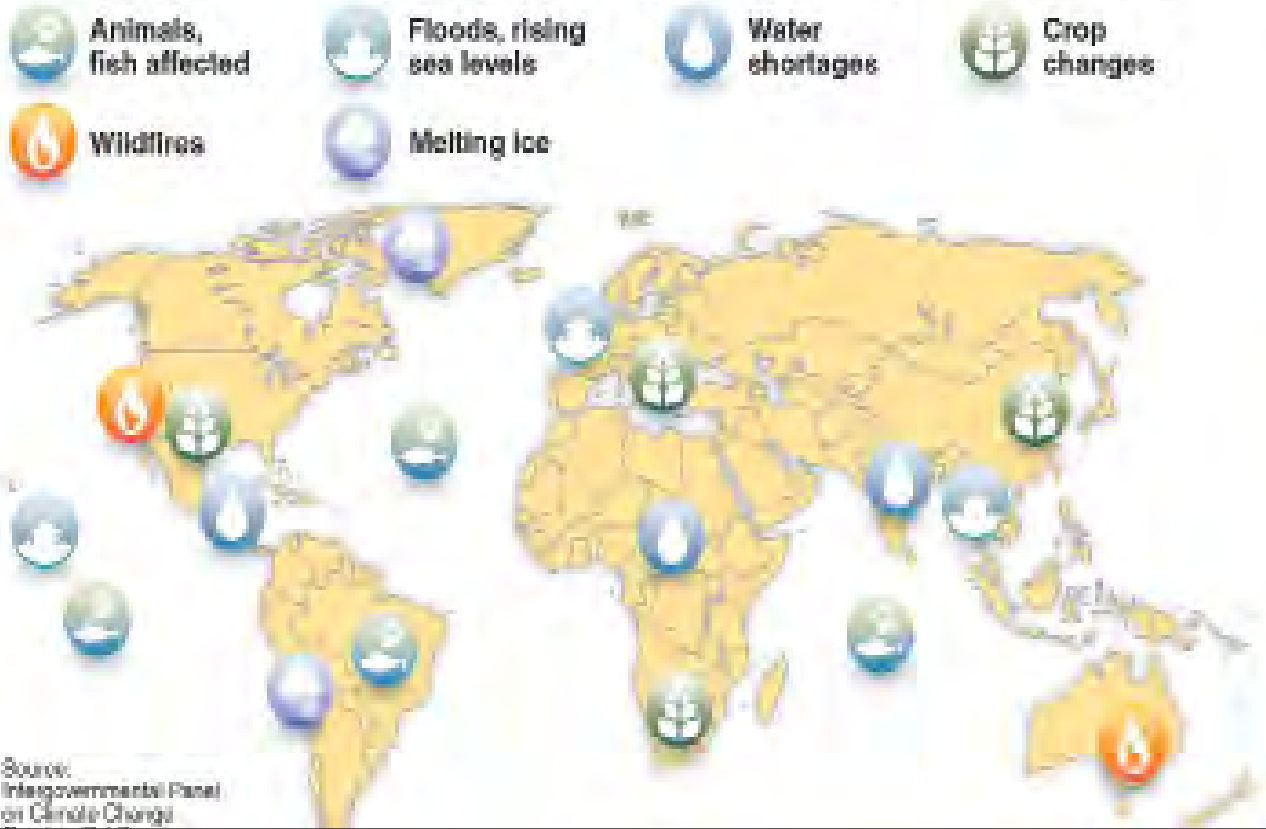 Animals,
fish affected
Floods, rising
sea levels
Water
shortages
Crop
changes
Wildfires
Melting ice
Source:
Intergovernmental Panel
on Climate Change